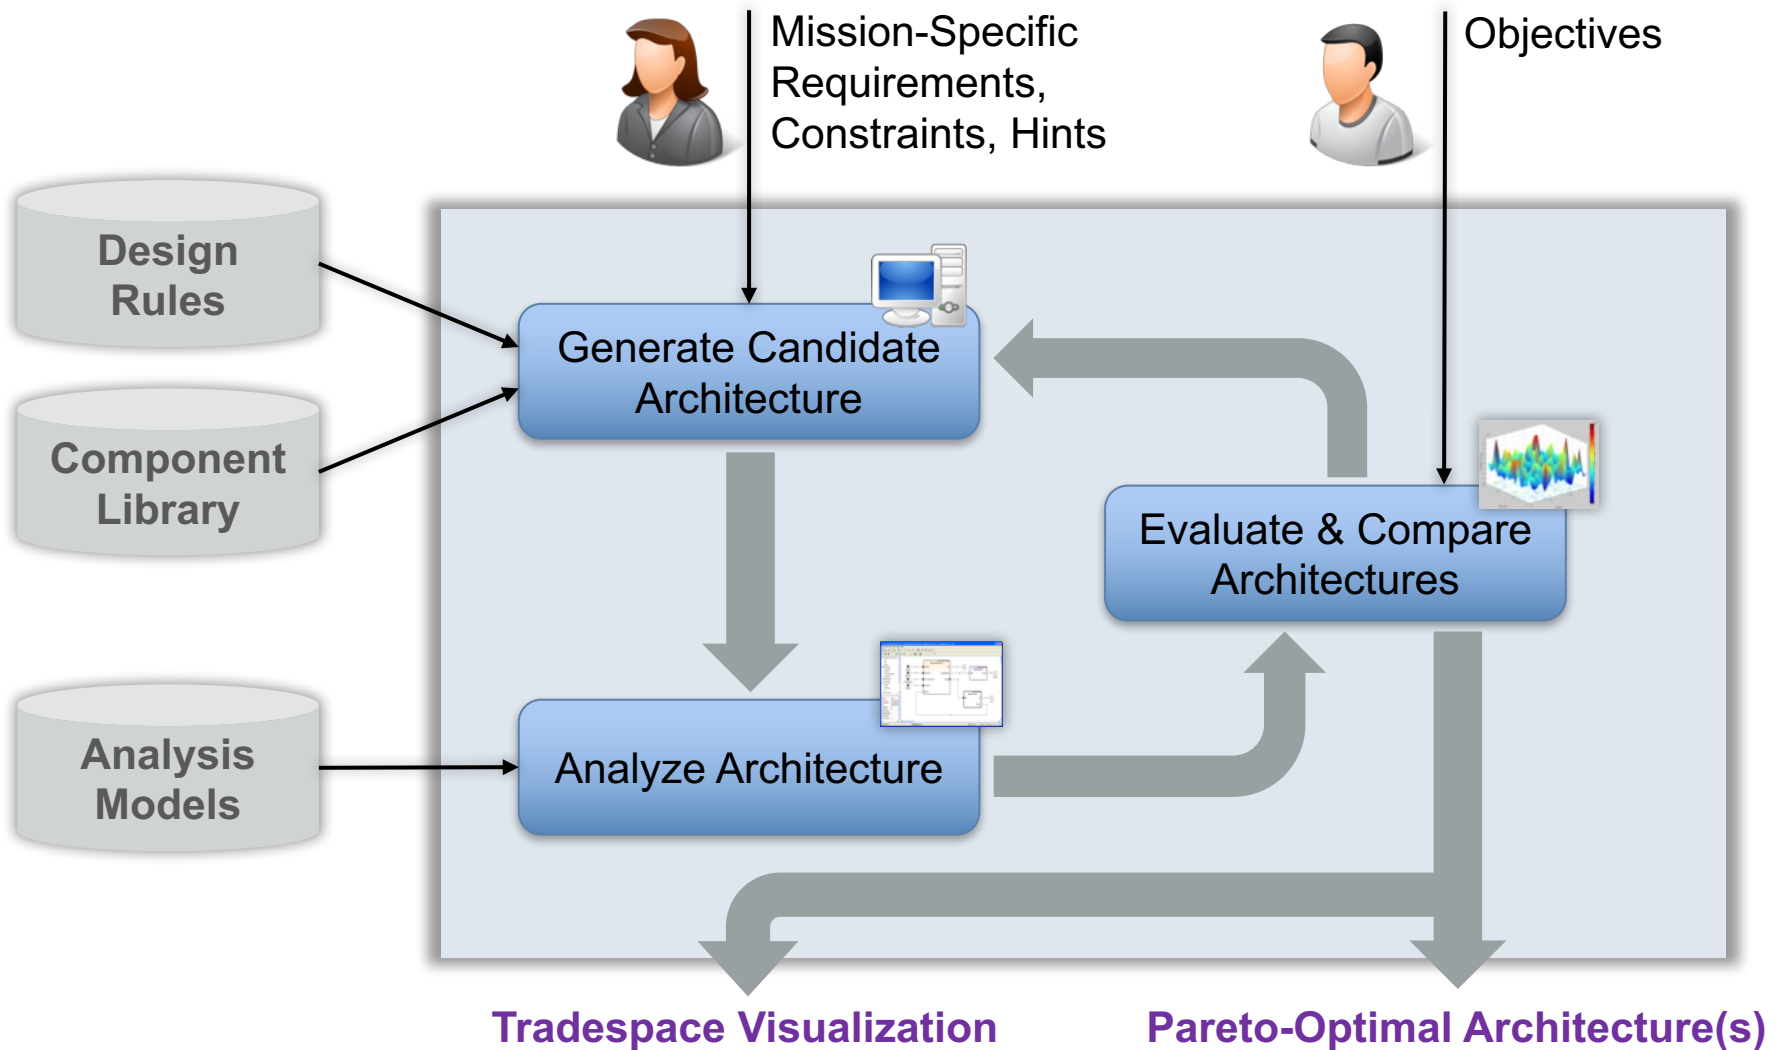 Mission-Specific
Requirements,
Constraints, Hints
Objectives
Design
Rules
Component
Library
Analysis
Models
Generate Candidate
Architecture
Evaluate & Compare
Architectures
Analyze Architecture
Tradespace Visualization
Pareto-Optimal Architecture(s)